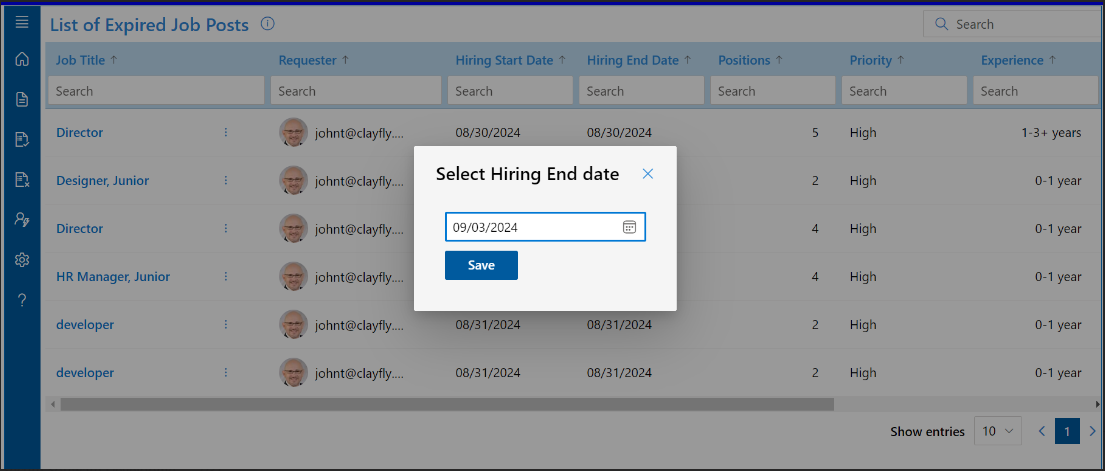 List of Expired Job Posts
Search
Job Title ↑ Requester ↑ Hiring Start Date ↑ Hiring End Date ↑ Positions ↑ Priority ↑ Experience ↑
Search Search Search Search Search Search Search
Director johnt@clayfly.... 08/30/2024 08/30/2024 5 High 1-3+ years
Designer, Junior johnt@clayfly 2 High 0-1 year
Director johnt@clayfly 4 High 0-1 year
HR Manager, Junior johnt@clayfly 4 High 0-1 year
developer johnt@clayfly.... 08/31/2024 08/31/2024 2 High 0-1 year
developer johnt@clayfly.... 08/31/2024 08/31/2024 2 High 0-1 year
Select Hiring End date
09/03/2024
Save
?
Show entries 10 1